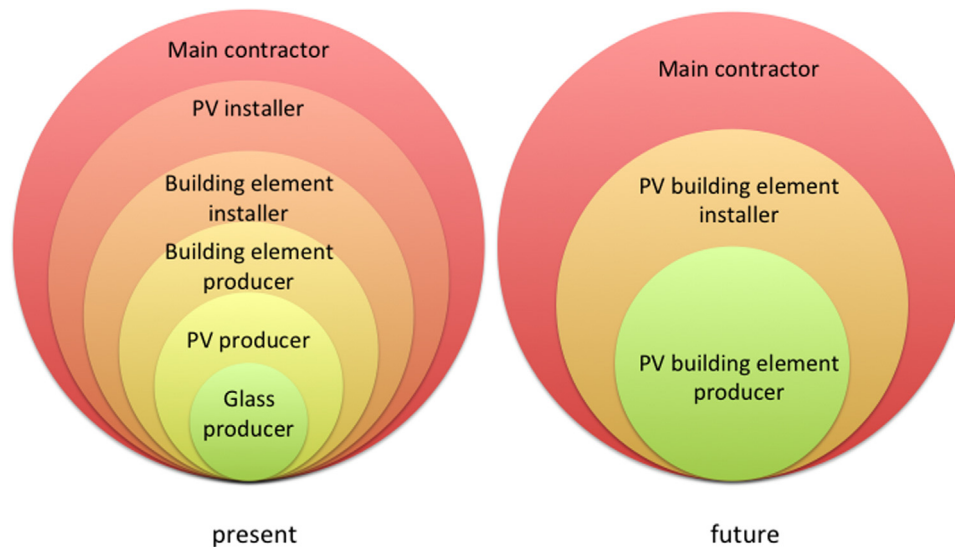 Main contractor
PV installer
Building element
installer
Building element
producer
PV producer
Glass
producer
present
Main contractor
PV building element
installer
PV building element
producer
future